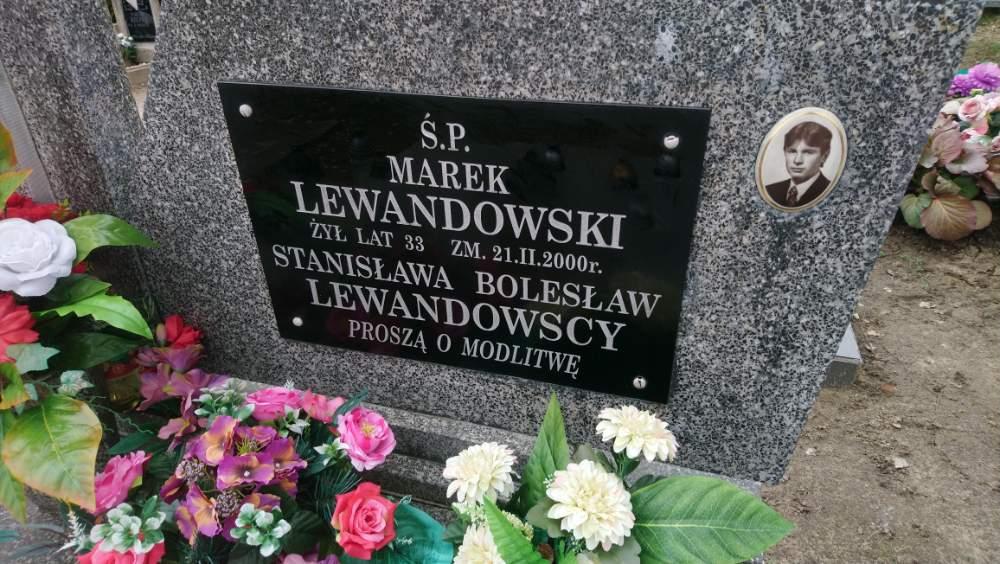 Ś.P.
MAREK
LEWANDOWSKI
ŻYŁ LAT 33 ZM. 21.II.2000r.
STANISŁAWA BOLESŁAW
LEWANDOWSCY
PROSZĄ O MODLITWĘ